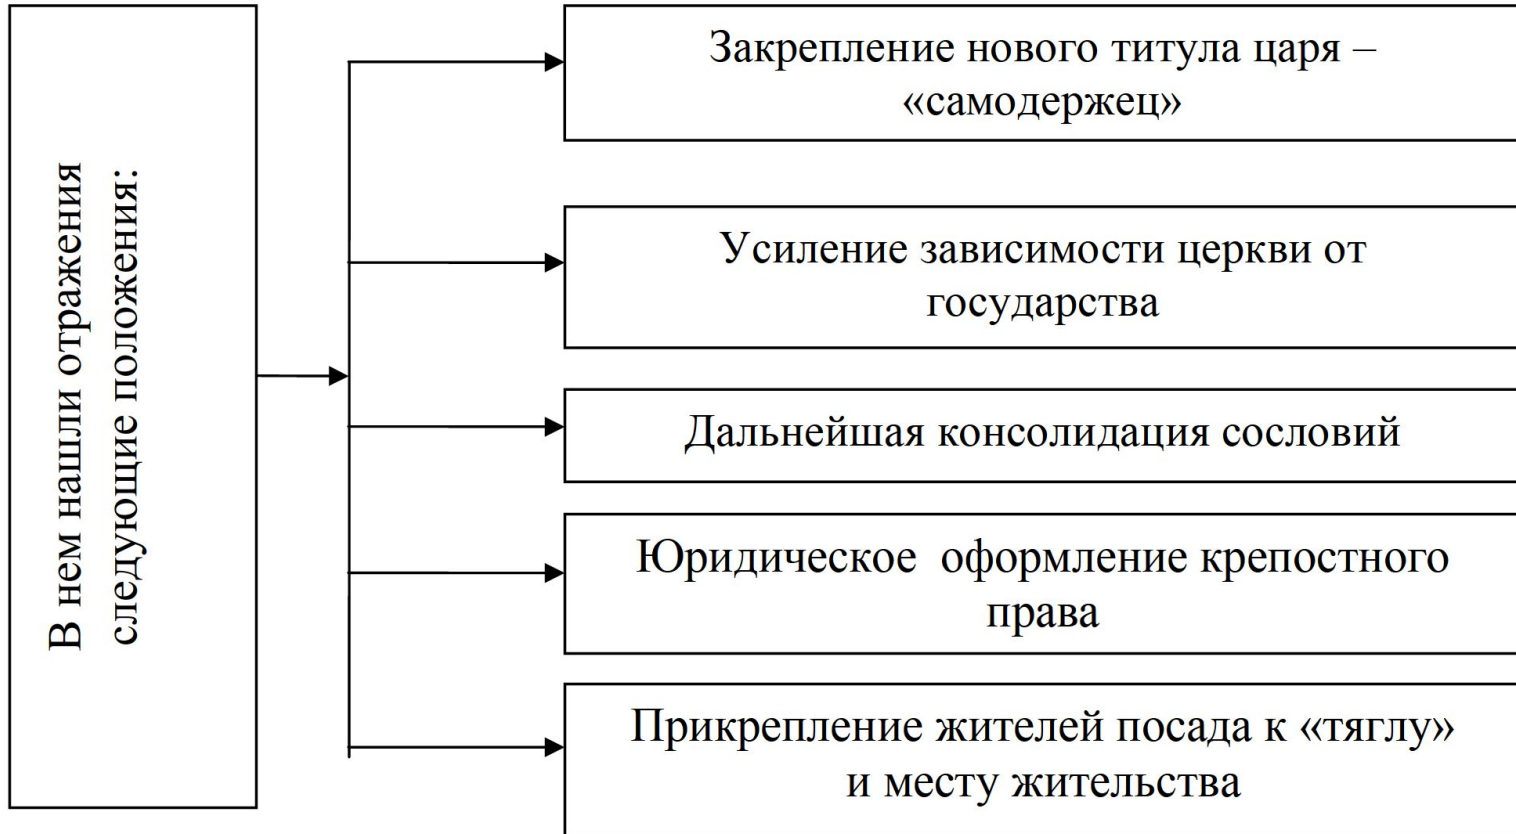 В нем нашли отражения
следующие положения:
Закрепление нового титула царя –
«самодержец»
Усиление зависимости церкви от
государства
Дальнейшая консолидация сословий
Юридическое оформление крепостного
права
Прикрепление жителей посада к «тяглу»
и месту жительства